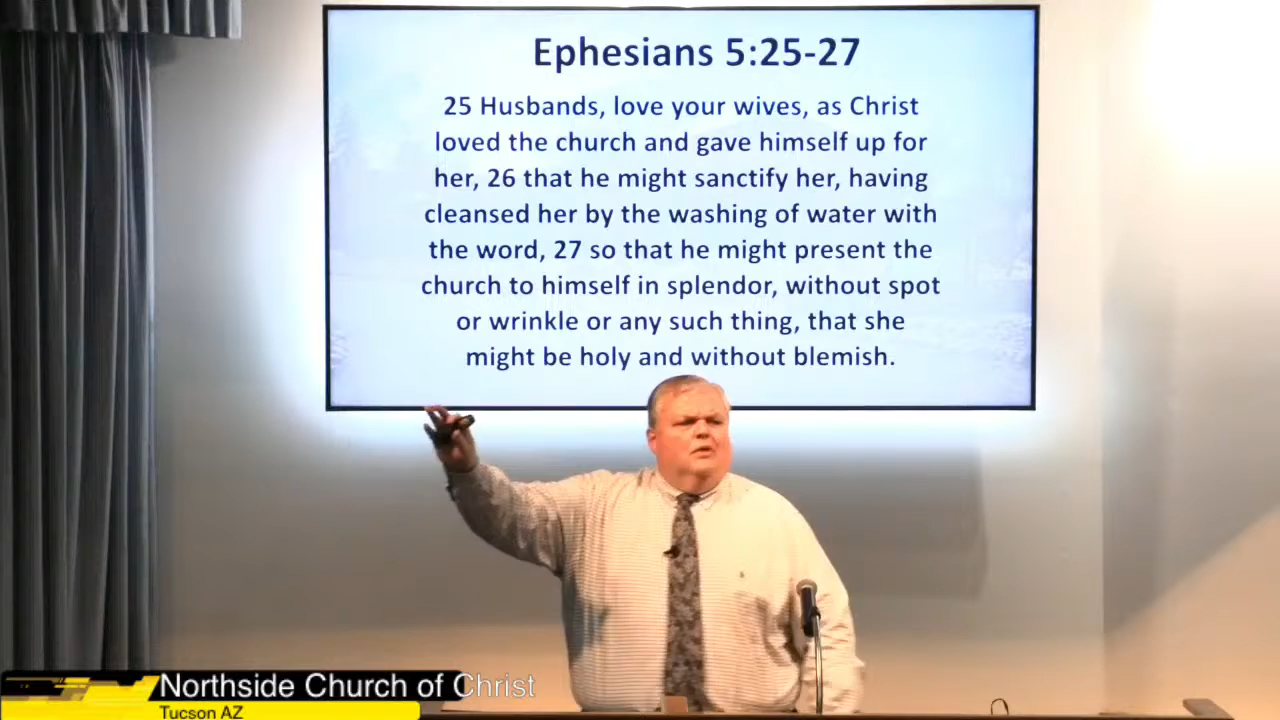 Ephesians 5:25-27
25 Husbands, love your wives, as Christ
loved the church and gave himself up for
her, 26 that he might sanctify her, having
cleansed her by the washing of water with
the word, 27 so that he might present the
church to himself in splendor, without spot
or wrinkle or any such thing, that she
might be holy and without blemish.
Northside Church of Christ
Tucson AZ